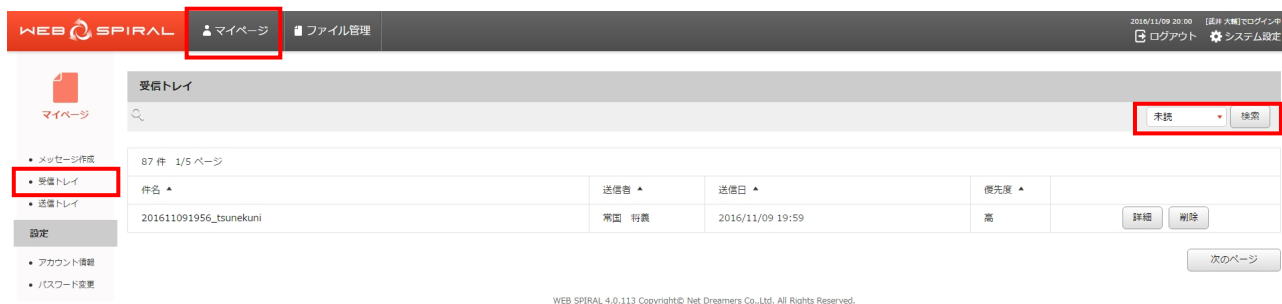 WEB SPIRAL マイページ ファイル管理
2016/11/09 20:00 [武井 大輔]でログイン中
ログアウト システム設定
マイページ
• メッセージ作成
• 受信トレイ
• 送信トレイ
設定
• アカウント情報
• パスワード変更
受信トレイ
未読 検索
87 件 1/5 ページ
件名 ▲ 送信者 ▲ 送信日 ▲優先度 ▲
201611091956_tsunekuni 常国 将義 2016/11/09 19:59 高 詳細 削除
次のページ
WEB SPIRAL 4.0.113 Copyright© Net Dreamers Co.,Ltd. All Rights Reserved.